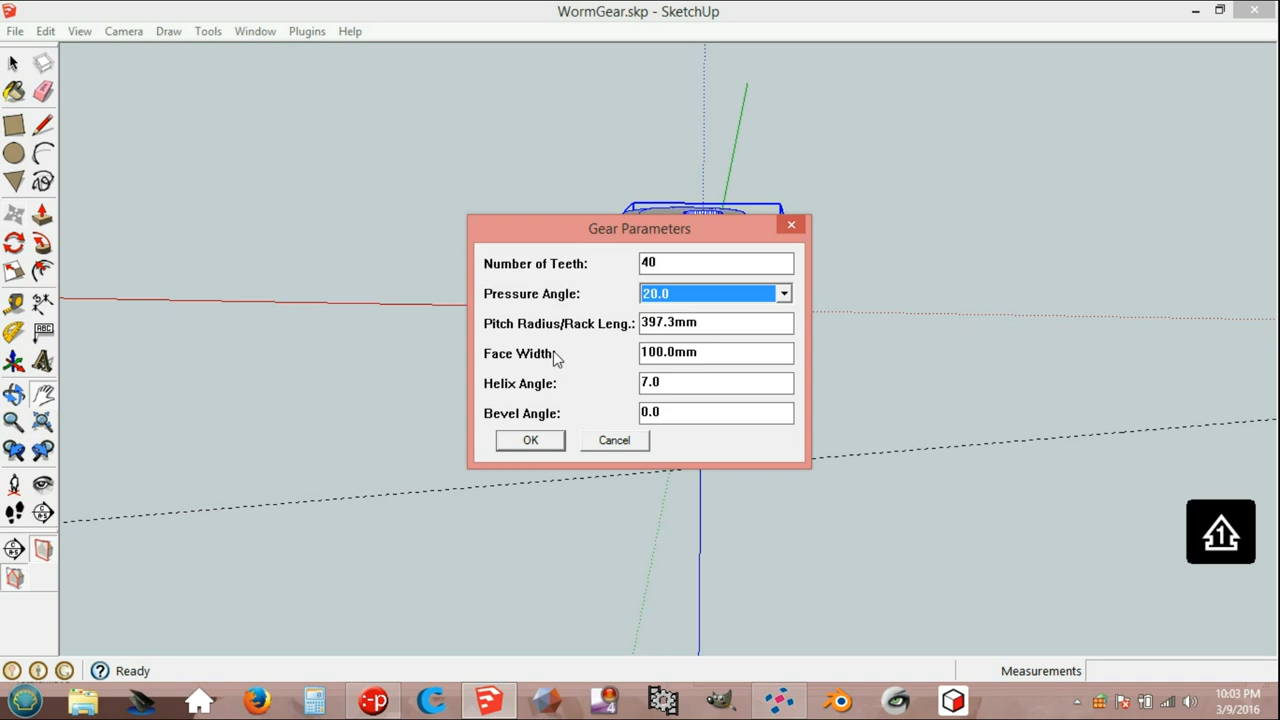 WormGear.skp - SketchUp
File Edit View Camera Draw Tools Window Plugins Help
Gear Parameters
Number of Teeth: 40
Pressure Angle: 20.0
Pitch Radius/Rack Leng.: 397.3mm
Face Width: 100.0mm
Helix Angle: 7.0
Bevel Angle: 0.0
OK Cancel
ABC
A
1
Ready Measurements
10:03 PM
3/9/2016